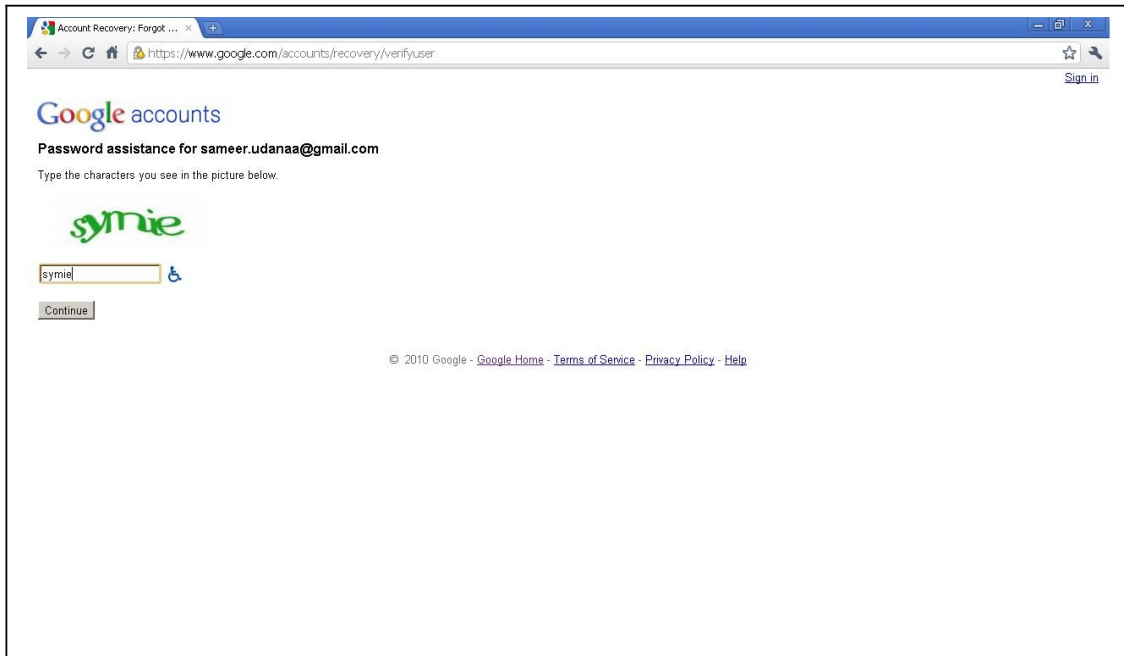 Account Recovery: Forgot ...
https://www.google.com/accounts/recovery/verifyuser
Sign in
Google accounts
Password assistance for sameer.udanaa@gmail.com
Type the characters you see in the picture below.
symie
symie
Continue
© 2010 Google - Google Home - Terms of Service - Privacy Policy - Help